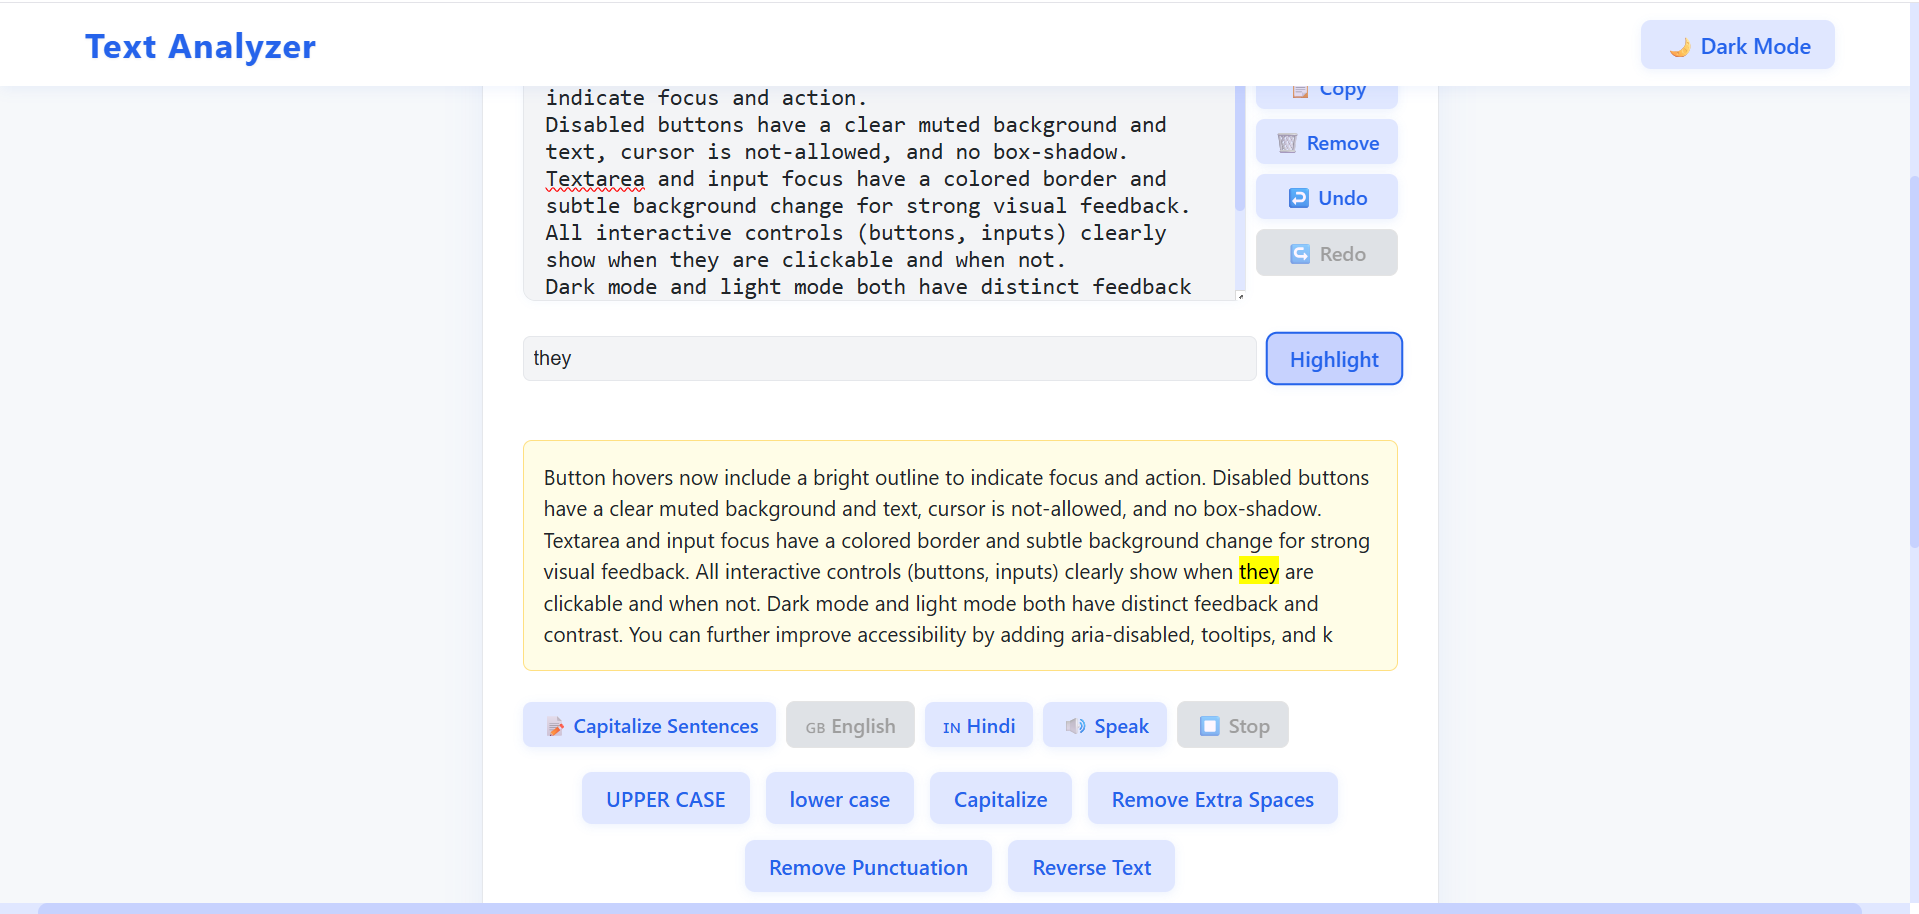 Text Analyzer
🌙 Dark Mode
indicate focus and action.
Disabled buttons have a clear muted background and
text, cursor is not-allowed, and no box-shadow.
Textarea and input focus have a colored border and
subtle background change for strong visual feedback.
All interactive controls (buttons, inputs) clearly
show when they are clickable and when not.
Dark mode and light mode both have distinct feedback
Copy
Remove
Undo
Redo
they
Highlight
Button hovers now include a bright outline to indicate focus and action. Disabled buttons
have a clear muted background and text, cursor is not-allowed, and no box-shadow.
Textarea and input focus have a colored border and subtle background change for strong
visual feedback. All interactive controls (buttons, inputs) clearly show when they are
clickable and when not. Dark mode and light mode both have distinct feedback and
contrast. You can further improve accessibility by adding aria-disabled, tooltips, and k
Capitalize Sentences
GB English
IN Hindi
Speak
Stop
UPPER CASE
lower case
Capitalize
Remove Extra Spaces
Remove Punctuation
Reverse Text